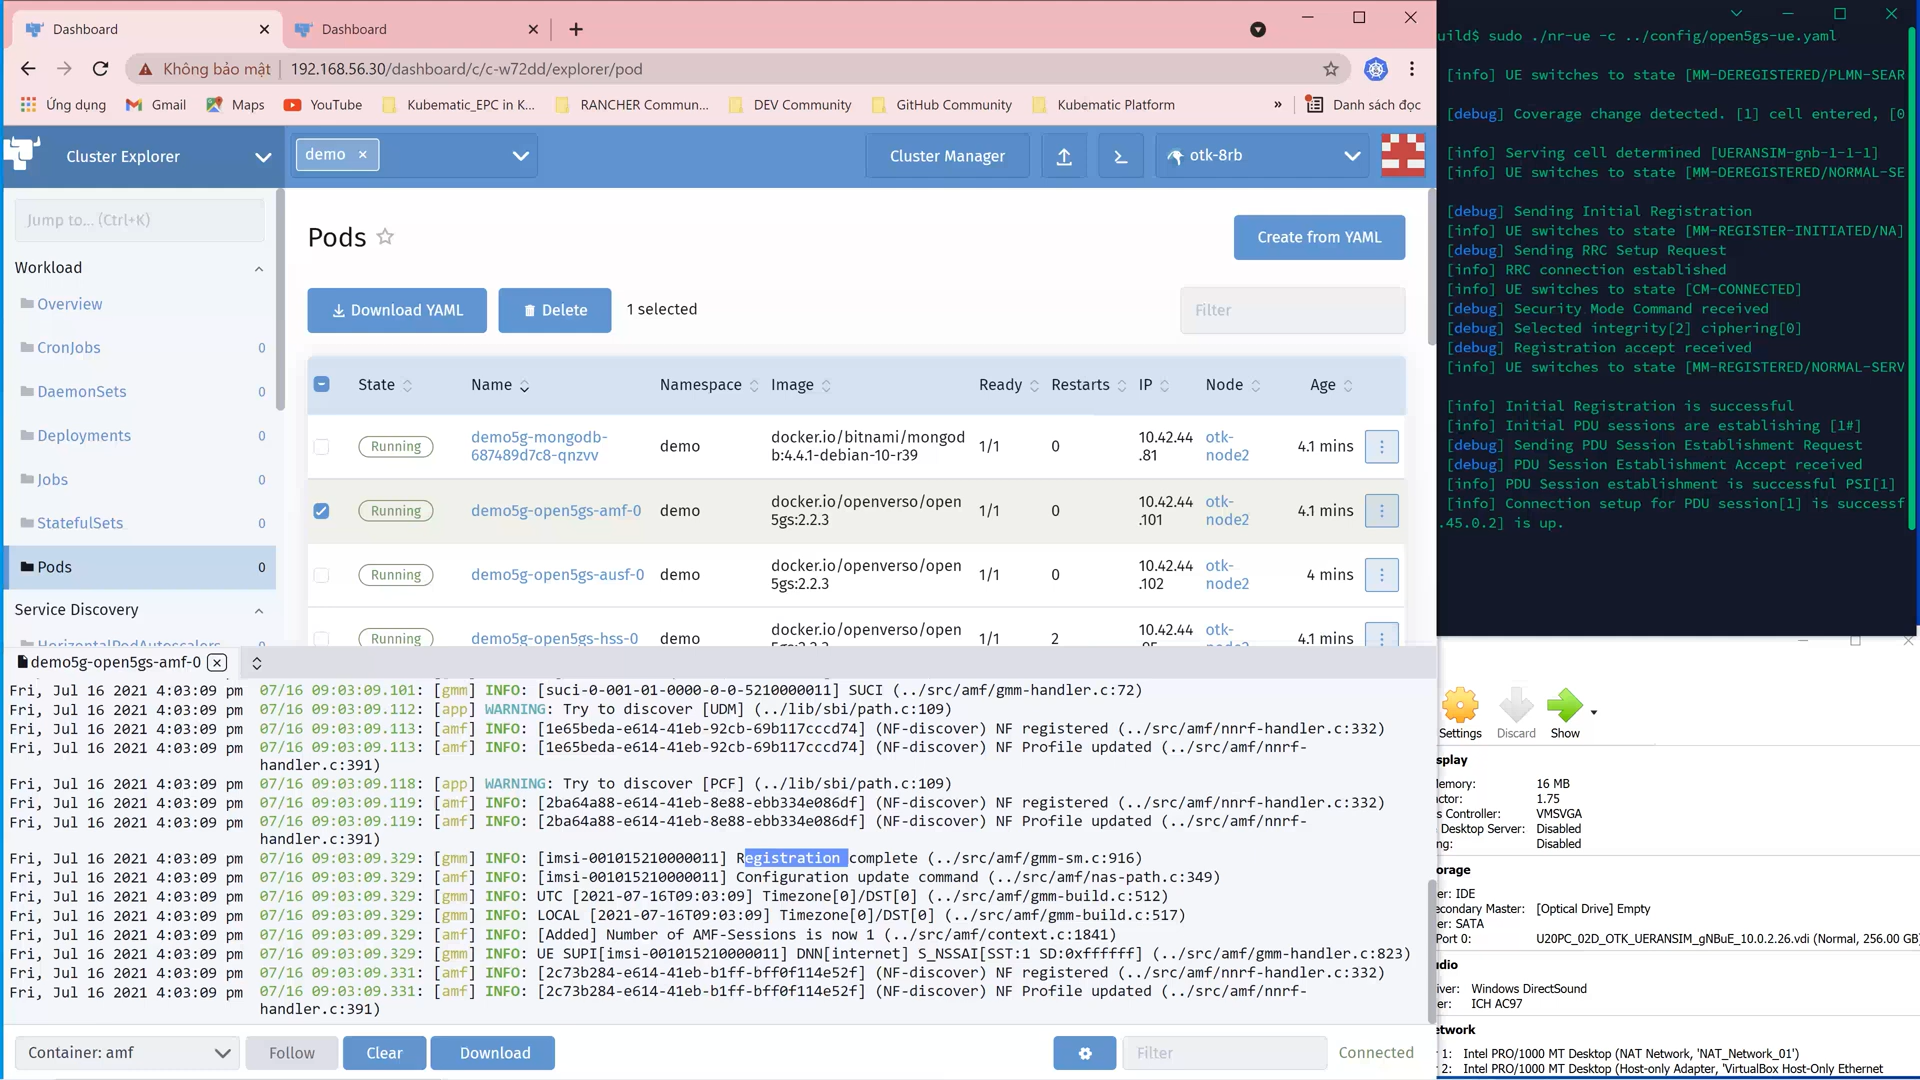 Dashboard
Dashboard
Không bảo mật
192.168.56.30/dashboard/c/c-w72dd/explorer/pod
Ứng dụng
Gmail
Maps
YouTube
Kubematic_EPC in K...
RANCHER Commun...
DEV Community
GitHub Community
Kubematic Platform
»
Danh sách đọc
Cluster Explorer
demo ×
Cluster Manager
otk-8rb
Jump to... (Ctrl+K)
Workload
Overview
CronJobs 0
DaemonSets 0
Deployments 0
Jobs 0
StatefulSets 0
Pods 0
Service Discovery
HorizontalPodAutoscalers 0
Pods
Create from YAML
Download YAML
Delete
1 selected
Filter
State Name Namespace Image Ready Restarts IP Node Age
Running demo5g-mongodb-687489d7c8-qnzvv demo docker.io/bitnami/mongodb:4.4.1-debian-10-r39 1/1 0 10.42.44.81 otk-node2 4.1 mins
Running demo5g-open5gs-amf-0 demo docker.io/openverso/open5gs:2.2.3 1/1 0 10.42.44.101 otk-node2 4.1 mins
Running demo5g-open5gs-ausf-0 demo docker.io/openverso/open5gs:2.2.3 1/1 0 10.42.44.102 otk-node2 4 mins
Running demo5g-open5gs-hss-0 demo docker.io/openverso/open 1/1 2 10.42.44 otk- 4.1 mins
demo5g-open5gs-amf-0
Fri, Jul 16 2021 4:03:09 pm 07/16 09:03:09.101: [gmm] INFO: [suci-0-001-01-0000-0-0-5210000011] SUCI (../src/amf/gmm-handler.c:72)
Fri, Jul 16 2021 4:03:09 pm 07/16 09:03:09.112: [app] WARNING: Try to discover [UDM] (../lib/sbi/path.c:109)
Fri, Jul 16 2021 4:03:09 pm 07/16 09:03:09.113: [amf] INFO: [1e65beda-e614-41eb-92cb-69b117cccd74] (NF-discover) NF registered (../src/amf/nnrf-handler.c:332)
Fri, Jul 16 2021 4:03:09 pm 07/16 09:03:09.113: [amf] INFO: [1e65beda-e614-41eb-92cb-69b117cccd74] (NF-discover) NF Profile updated (../src/amf/nnrf-
handler.c:391)
Fri, Jul 16 2021 4:03:09 pm 07/16 09:03:09.118: [app] WARNING: Try to discover [PCF] (../lib/sbi/path.c:109)
Fri, Jul 16 2021 4:03:09 pm 07/16 09:03:09.119: [amf] INFO: [2ba64a88-e614-41eb-8e88-ebb334e086df] (NF-discover) NF registered (../src/amf/nnrf-handler.c:332)
Fri, Jul 16 2021 4:03:09 pm 07/16 09:03:09.119: [amf] INFO: [2ba64a88-e614-41eb-8e88-ebb334e086df] (NF-discover) NF Profile updated (../src/amf/nnrf-
handler.c:391)
Fri, Jul 16 2021 4:03:09 pm 07/16 09:03:09.329: [gmm] INFO: [imsi-001015210000011] Registration complete (../src/amf/gmm-sm.c:916)
Fri, Jul 16 2021 4:03:09 pm 07/16 09:03:09.329: [amf] INFO: [imsi-001015210000011] Configuration update command (../src/amf/nas-path.c:349)
Fri, Jul 16 2021 4:03:09 pm 07/16 09:03:09.329: [gmm] INFO: UTC [2021-07-16T09:03:09] Timezone[0]/DST[0] (../src/amf/gmm-build.c:512)
Fri, Jul 16 2021 4:03:09 pm 07/16 09:03:09.329: [gmm] INFO: LOCAL [2021-07-16T09:03:09] Timezone[0]/DST[0] (../src/amf/gmm-build.c:517)
Fri, Jul 16 2021 4:03:09 pm 07/16 09:03:09.329: [amf] INFO: [Added] Number of AMF-Sessions is now 1 (../src/amf/context.c:1841)
Fri, Jul 16 2021 4:03:09 pm 07/16 09:03:09.329: [gmm] INFO: UE SUPI[imsi-001015210000011] DNN[internet] S_NSSAI[SST:1 SD:0xffffff] (../src/amf/gmm-handler.c:823)
Fri, Jul 16 2021 4:03:09 pm 07/16 09:03:09.331: [amf] INFO: [2c73b284-e614-41eb-b1ff-bff0f114e52f] (NF-discover) NF registered (../src/amf/nnrf-handler.c:332)
Fri, Jul 16 2021 4:03:09 pm 07/16 09:03:09.331: [amf] INFO: [2c73b284-e614-41eb-b1ff-bff0f114e52f] (NF-discover) NF Profile updated (../src/amf/nnrf-
handler.c:391)
Container: amf
Follow
Clear
Download
Filter
Connected
uild$ sudo ./nr-ue -c ../config/open5gs-ue.yaml
[info] UE switches to state [MM-DEREGISTERED/PLMN-SEAR
[debug] Coverage change detected. [1] cell entered, [0
[info] Serving cell determined [UERANSIM-gnb-1-1-1]
[info] UE switches to state [MM-DEREGISTERED/NORMAL-SE
[debug] Sending Initial Registration
[info] UE switches to state [MM-REGISTER-INITIATED/NA]
[debug] Sending RRC Setup Request
[info] RRC connection established
[info] UE switches to state [CM-CONNECTED]
[debug] Security Mode Command received
[debug] Selected integrity[2] ciphering[0]
[debug] Registration accept received
[info] UE switches to state [MM-REGISTERED/NORMAL-SERV
[info] Initial Registration is successful
[info] Initial PDU sessions are establishing [1#]
[debug] Sending PDU Session Establishment Request
[debug] PDU Session Establishment Accept received
[info] PDU Session establishment is successful PSI[1]
[info] Connection setup for PDU session[1] is successf
.45.0.2] is up.
Settings
Discard
Show
splay
emory: 16 MB
ctor: 1.75
s Controller: VMSVGA
Desktop Server: Disabled
ng: Disabled
orage
er: IDE
econdary Master: [Optical Drive] Empty
er: SATA
Port 0: U20PC_02D_OTK_UERANSIM_gNBuE_10.0.2.26.vdi (Normal, 256.00 GB)
udio
iver: Windows DirectSound
er: ICH AC97
etwork
1: Intel PRO/1000 MT Desktop (NAT Network, 'NAT_Network_01')
2: Intel PRO/1000 MT Desktop (Host-only Adapter, 'VirtualBox Host-Only Ethernet